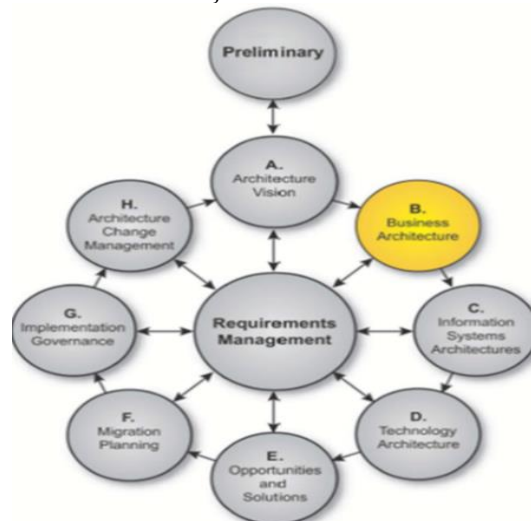 Preliminary
A.
Architecture
Vision
B.
Business
Architecture
C.
Information
Systems
Architectures
D.
Technology
Architecture
E.
Opportunities
and
Solutions
F.
Migration
Planning
G.
Implementation
Governance
H.
Architecture
Change
Management
Requirements
Management